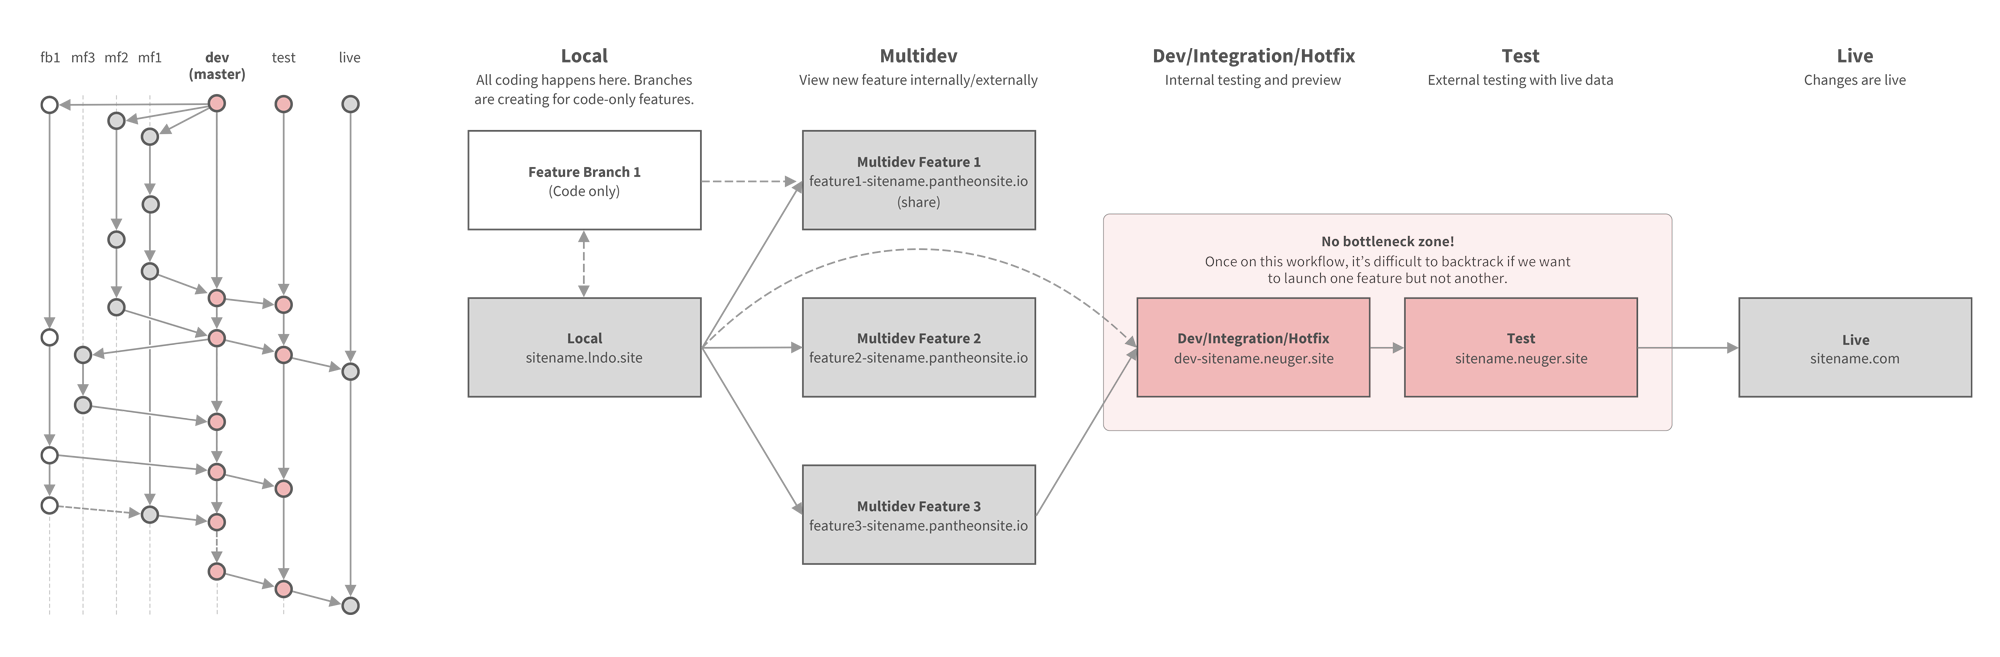 fb1
mf3
mf2
mf1
dev
(master)
test
live
Local
All coding happens here. Branches
are creating for code-only features.
Multidev
View new feature internally/externally
Dev/Integration/Hotfix
Internal testing and preview
Test
External testing with live data
Live
Changes are live
Feature Branch 1
(Code only)
Multidev Feature 1
feature1-sitename.pantheonsite.io
(share)
No bottleneck zone!
Once on this workflow, it’s difficult to backtrack if we want
to launch one feature but not another.
Local
sitename.lndo.site
Multidev Feature 2
feature2-sitename.pantheonsite.io
Dev/Integration/Hotfix
dev-sitename.neuger.site
Test
sitename.neuger.site
Live
sitename.com
Multidev Feature 3
feature3-sitename.pantheonsite.io